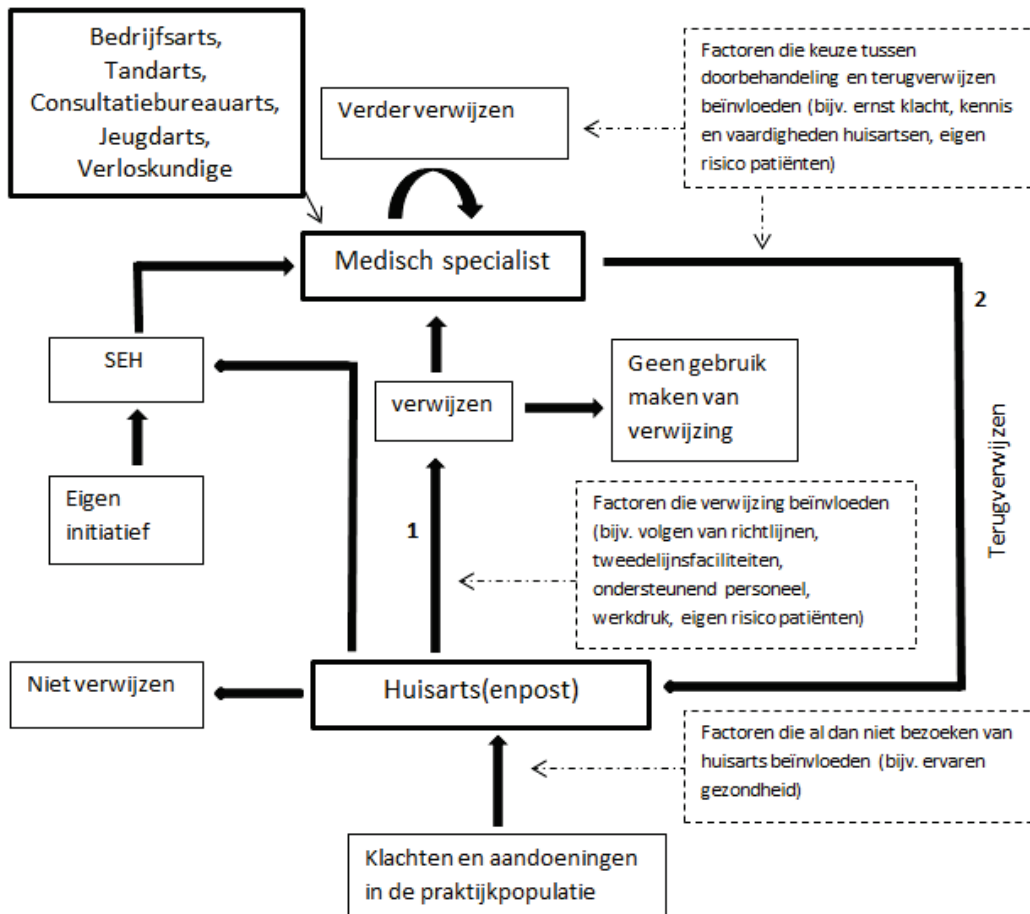 Bedrijfsarts,
Tandarts,
Consultatiebureauarts,
Jeugdarts,
Verloskundige
Verder verwijzen
Factoren die keuze tussen
doorbehandeling en terugverwijzen
beïnvloeden (bijv. ernst klacht, kennis
en vaardigheden huisartsen, eigen
risico patiënten)
Medisch specialist
2
SEH
verwijzen
Geen gebruik
maken van
verwijzing
Terugverwijzen
Eigen
initiatief
1
Factoren die verwijzing beïnvloeden
(bijv. volgen van richtlijnen,
tweedelijnsfaciliteiten,
ondersteunend personeel,
werkdruk, eigen risico patiënten)
Niet verwijzen
Huisarts(enpost)
Factoren die al dan niet bezoeken van
huisarts beïnvloeden (bijv. ervaren
gezondheid)
Klachten en aandoeningen
in de praktijkpopulatie